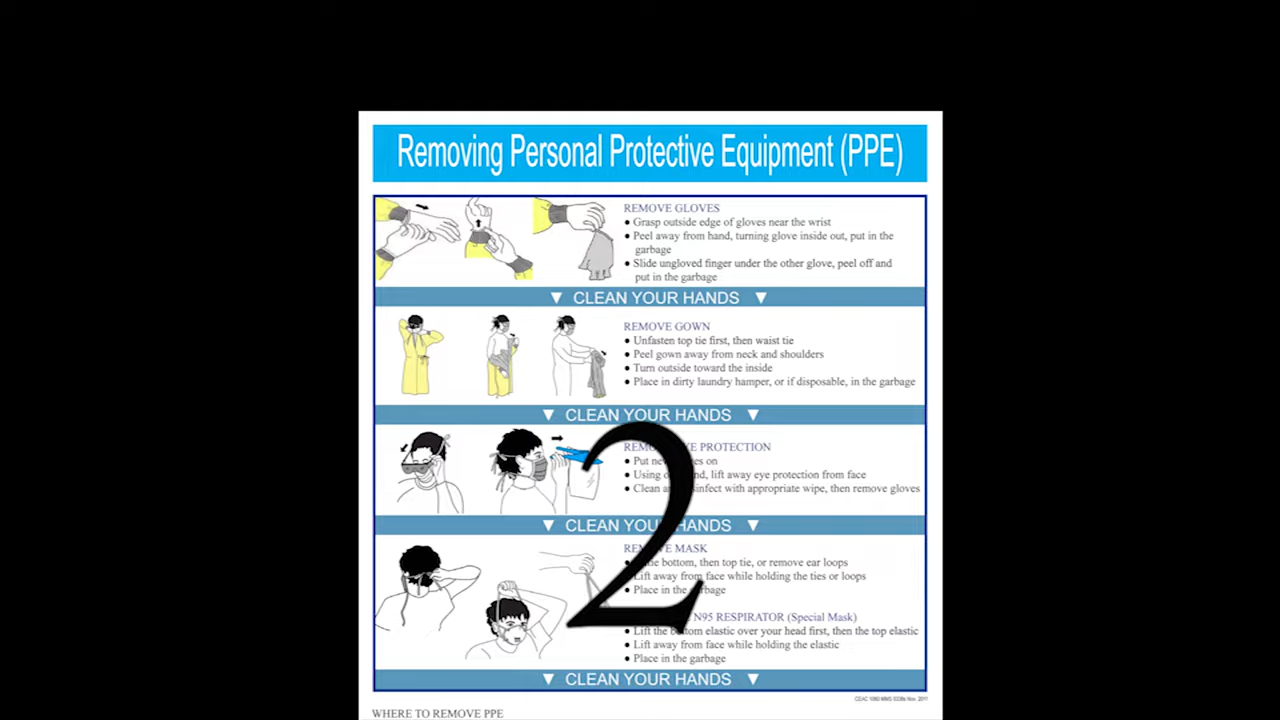 Removing Personal Protective Equipment (PPE)
REMOVE GLOVES
● Grasp outside edge of gloves near the wrist
● Peel away from hand, turning glove inside out, put in the
garbage
● Slide ungloved finger under the other glove, peel off and
put in the garbage
▼ CLEAN YOUR HANDS ▼
REMOVE GOWN
● Unfasten top tie first, then waist tie
● Peel gown away from neck and shoulders
● Turn outside toward the inside
● Place in dirty laundry hamper, or if disposable, in the garbage
▼ CLEAN YOUR HANDS ▼
PROTECTION
● Put on
● Using lift away eye protection from face
● Clean with appropriate wipe, then remove gloves
▼ CLEAN YOUR HANDS ▼
2
REMOVE MASK
bottom, then top tie, or remove ear loops
Lift away from face while holding the ties or loops
● Place in the garbage
N95 RESPIRATOR (Special Mask)
● Lift the bottom elastic over your head first, then the top elastic
● Lift away from face while holding the elastic
● Place in the garbage
▼ CLEAN YOUR HANDS ▼
Nov. 2011
WHERE TO REMOVE PPE